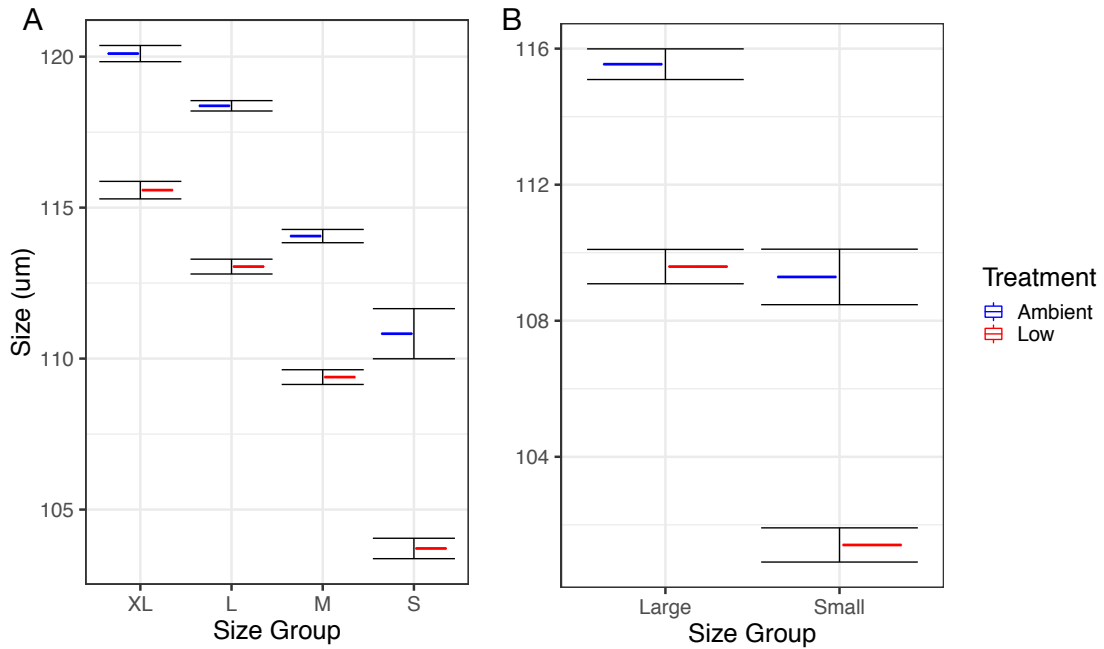 A
Size (um)
120
115
110
105
XL L M S
Size Group
B
116
112
108
104
Large Small
Size Group
Treatment
Ambient
Low